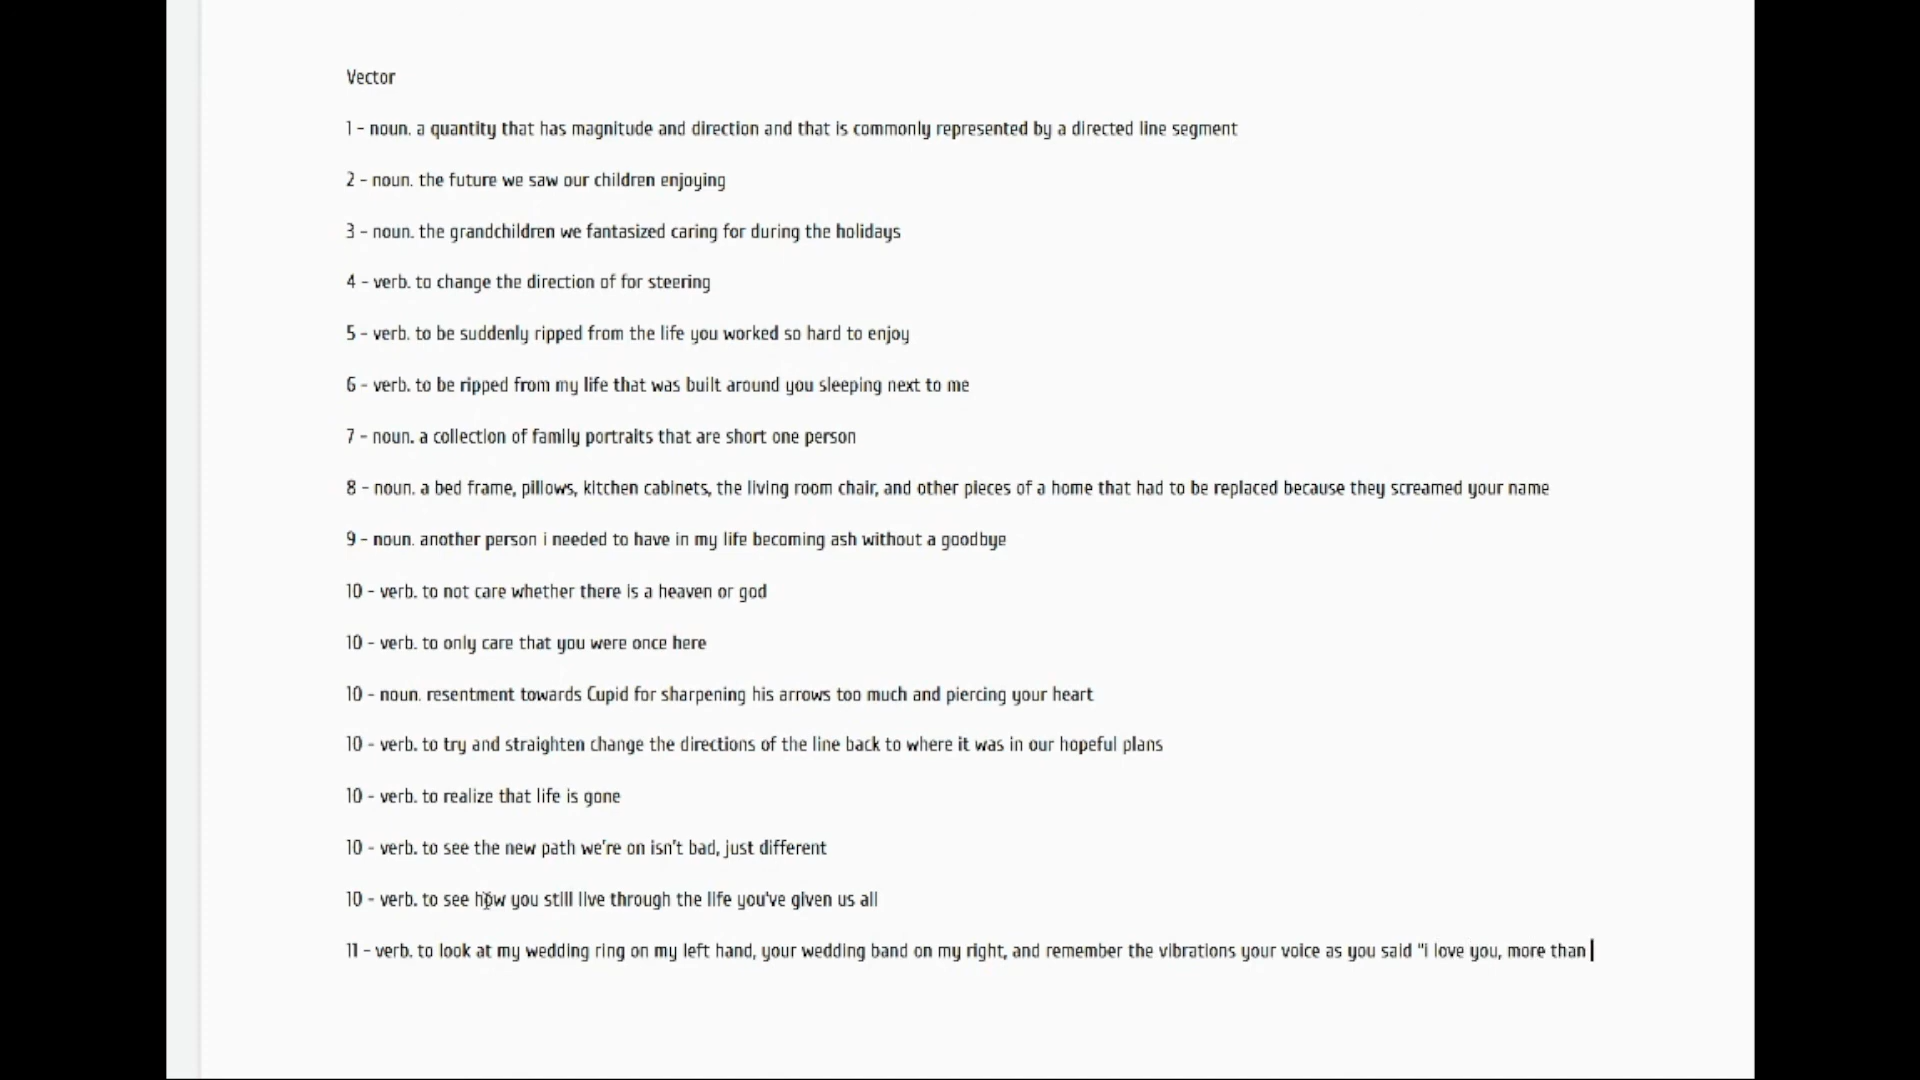 Vector
1 - noun. a quantity that has magnitude and direction and that is commonly represented by a directed line segment
2 - noun. the future we saw our children enjoying
3 - noun. the grandchildren we fantasized caring for during the holidays
4 - verb. to change the direction of for steering
5 - verb. to be suddenly ripped from the life you worked so hard to enjoy
6 - verb. to be ripped from my life that was built around you sleeping next to me
7 - noun. a collection of family portraits that are short one person
8 - noun. a bed frame, pillows, kitchen cabinets, the living room chair, and other pieces of a home that had to be replaced because they screamed your name
9 - noun. another person i needed to have in my life becoming ash without a goodbye
10 - verb. to not care whether there is a heaven or god
10 - verb. to only care that you were once here
10 - noun. resentment towards Cupid for sharpening his arrows too much and piercing your heart
10 - verb. to try and straighten change the directions of the line back to where it was in our hopeful plans
10 - verb. to realize that life is gone
10 - verb. to see the new path we're on isn't bad, just different
10 - verb. to see how you still live through the life you've given us all
11 - verb. to look at my wedding ring on my left hand, your wedding band on my right, and remember the vibrations your voice as you said "i love you, more than